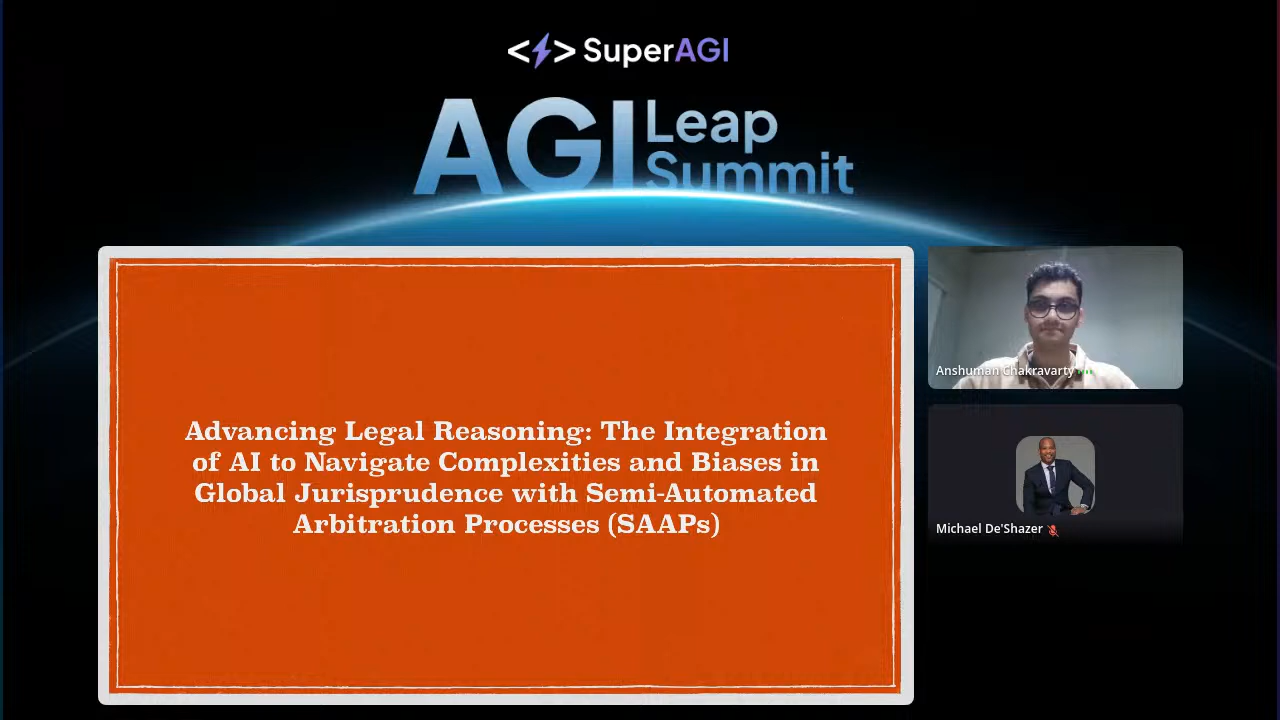 <⚡> SuperAGI
AGI Leap
Summit
Advancing Legal Reasoning: The Integration
of AI to Navigate Complexities and Biases in
Global Jurisprudence with Semi-Automated
Arbitration Processes (SAAPs)
Anshuman Chakravarty
Michael De'Shazer